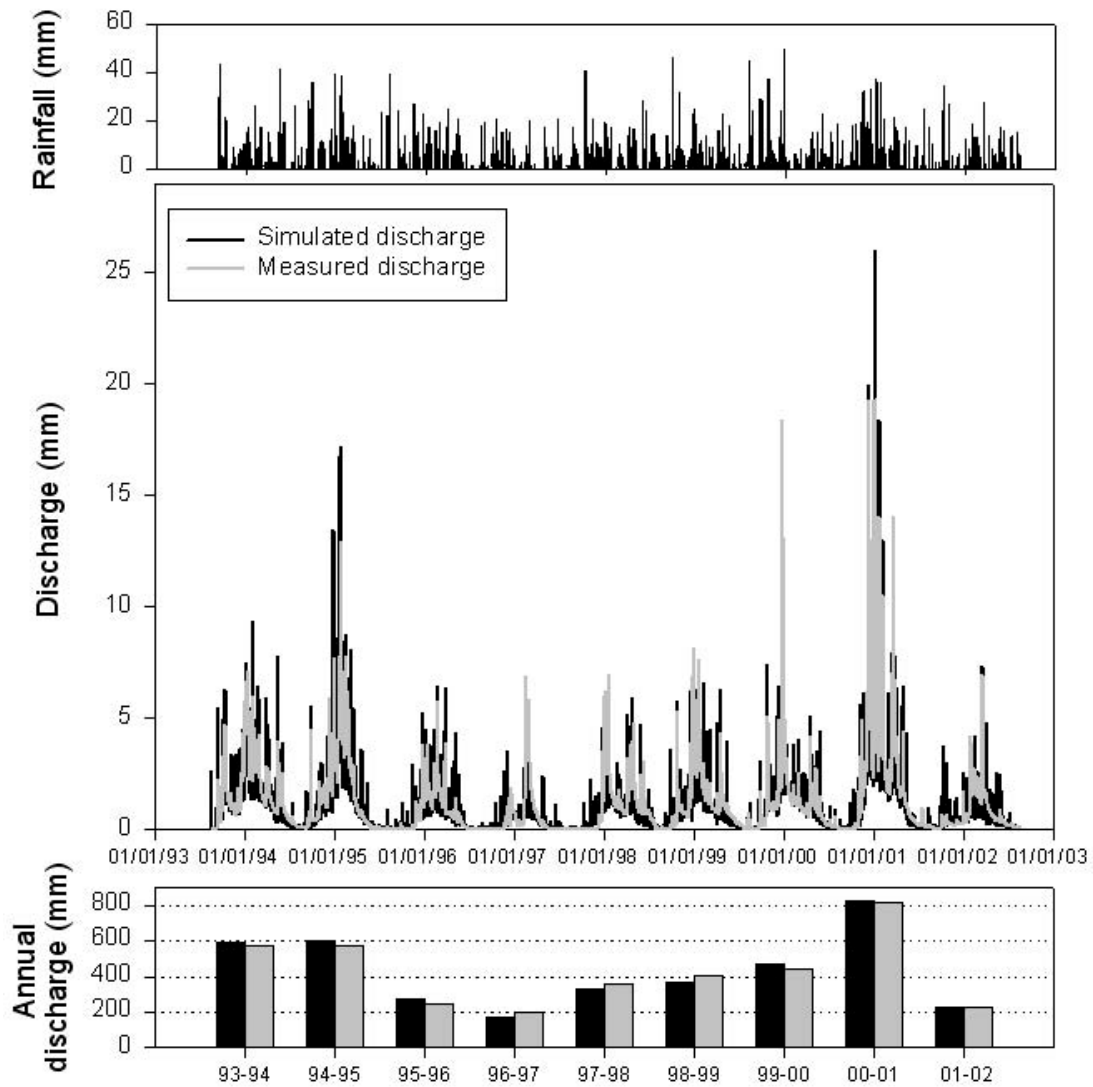 Rainfall (mm)
60
40
20
0
Discharge (mm)
Simulated discharge
Measured discharge
25
20
15
10
5
0
01/01/93 01/01/94 01/01/95 01/01/96 01/01/97 01/01/98 01/01/99 01/01/00 01/01/01 01/01/02 01/01/03
Annual
discharge (mm)
800
600
400
200
0
93-94 94-95 95-96 96-97 97-98 98-99 99-00 00-01 01-02